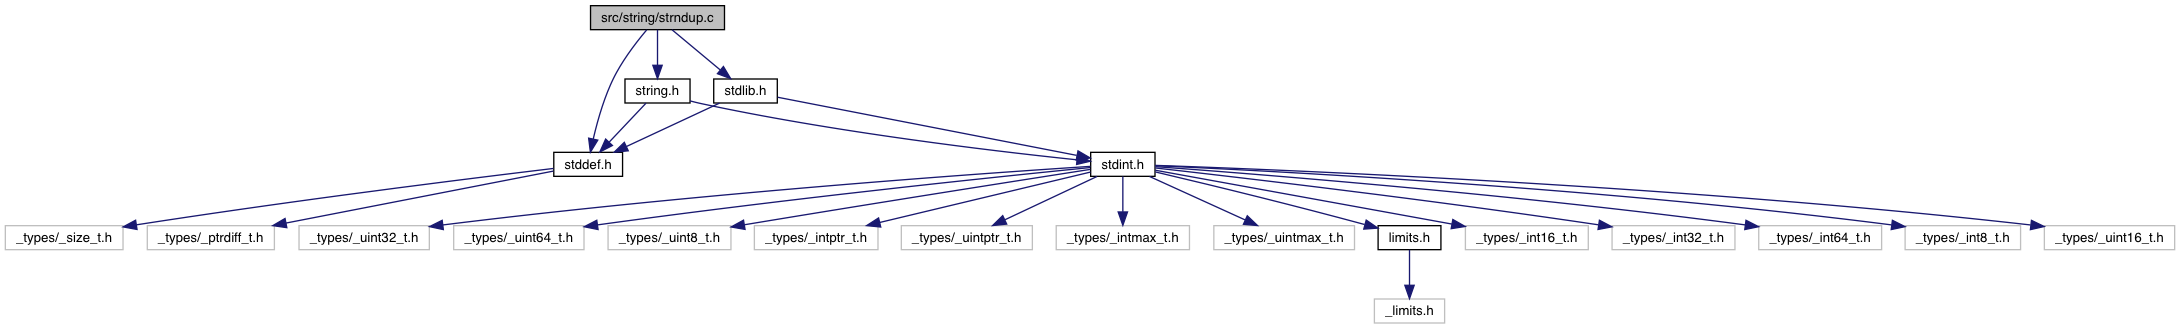 src/string/strndup.c
string.h
stdlib.h
stddef.h
stdint.h
_types/_size_t.h
_types/_ptrdiff_t.h
_types/_uint32_t.h
_types/_uint64_t.h
_types/_uint8_t.h
_types/_intptr_t.h
_types/_uintptr_t.h
_types/_intmax_t.h
_types/_uintmax_t.h
limits.h
_types/_int16_t.h
_types/_int32_t.h
_types/_int64_t.h
_types/_int8_t.h
_types/_uint16_t.h
_limits.h